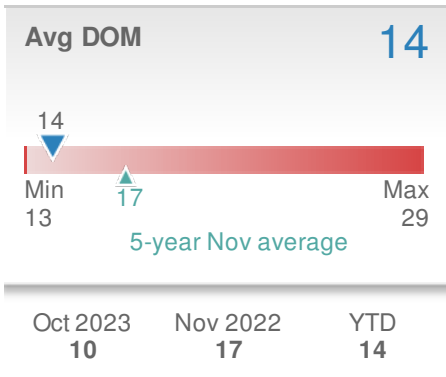 Avg DOM 14
14
Min Max
13 17 29
5-year Nov average
Oct 2023 Nov 2022 YTD
10 17 14